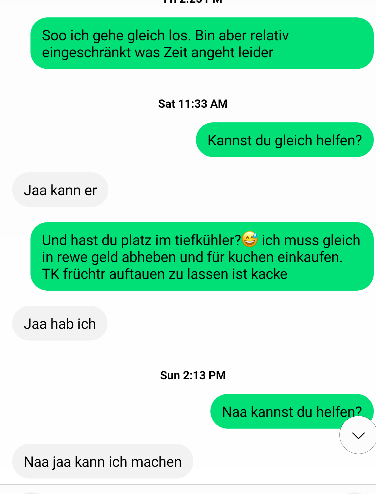 Soo ich gehe gleich los. Bin aber relativ
eingeschränkt was Zeit angeht leider
Sat 11:33 AM
Kannst du gleich helfen?
Jaa kann er
Und hast du platz im tiefkühler?😅 ich muss gleich
in rewe geld abheben und für kuchen einkaufen.
TK früchtr auftauen zu lassen ist kacke
Jaa hab ich
Sun 2:13 PM
Naa kannst du helfen?
Naa jaa kann ich machen